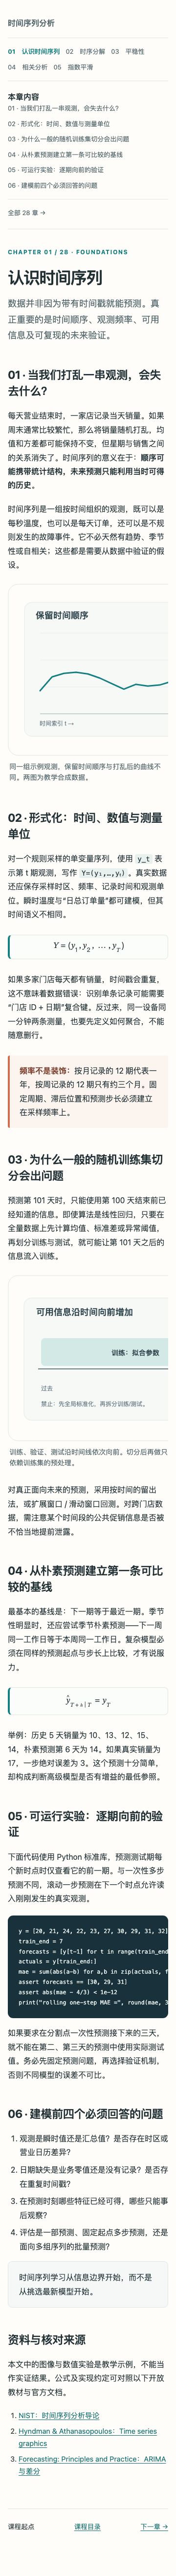 时间序列分析
01 认识时间序列 02 时序分解 03 平稳性
04 相关分析 05 指数平滑
本章内容
01 · 当我们打乱一串观测，会失去什么？
02 · 形式化：时间、数值与测量单位
03 · 为什么一般的随机训练集切分会出问题
04 · 从朴素预测建立第一条可比较的基线
05 · 可运行实验：逐期向前的验证
06 · 建模前四个必须回答的问题
全部 28 章 →
CHAPTER 01 / 28 · FOUNDATIONS
认识时间序列
数据并非因为带有时间戳就能预测。真
正重要的是时间顺序、观测频率、可用
信息及可复现的未来验证。
01 · 当我们打乱一串观测，会失
去什么？
每天营业结束时，一家店记录当天销量。如果
周末通常比较繁忙，那么将销量随机打乱，均
值和方差都可能保持不变，但星期与销售之间
的关系消失了。时间序列的意义在于：顺序可
能携带统计结构，未来预测只能利用当时可得
的历史。
时间序列是一组按时间组织的观测，既可以是
每秒温度，也可以是每天订单，还可以是不规
则发生的故障事件。它不必天然有趋势、季节
性或自相关；这些都是需要从数据中验证的假
设。
保留时间顺序
时间索引 t →
同一组示例观测，保留时间顺序与打乱后的曲线不
同。两图为教学合成数据。
02 · 形式化：时间、数值与测量
单位
对一个规则采样的单变量序列，使用 y_t 表
示第 t 期观测，写作 Y=(y₁,…,yₜ)。真实数据
还应保存采样时区、频率、记录时间和观测单
位。瞬时温度与“日总订单量”都可建模，但其
时间语义不相同。
Y = (y₁, y₂, …, y_T)
如果多家门店每天都有销量，时间戳会重复，
这不意味着数据错误：识别单条记录可能需要
“门店 ID + 日期”复合键。反过来，同一设备同
一分钟两条测量，也要先定义如何聚合，不能
随意删行。
频率不是装饰：按月记录的 12 期代表一
年，按周记录的 12 期只有约三个月。固
定周期、滞后位置和预测步长必须建立
在采样频率上。
03 · 为什么一般的随机训练集切
分会出问题
预测第 101 天时，只能使用第 100 天结束前已
经知道的信息。即使算法是线性回归，只要在
全量数据上先计算均值、标准差或异常阈值，
再划分训练与测试，就可能让第 101 天之后的
信息流入训练。
可用信息沿时间向前增加
训练：拟合参数
过去
禁止：先全局标准化，再拆分训练/测试。
训练、验证、测试沿时间线依次向前。切分后再做只
依赖训练集的预处理。
对真正面向未来的预测，采用按时间的留出
法，或扩展窗口 / 滑动窗口回测。对跨门店数
据，需注意某个时间段的公共促销信息是否被
不恰当地提前泄露。
04 · 从朴素预测建立第一条可比
较的基线
最基本的基线是：下一期等于最近一期。季节
性明显时，还应尝试季节朴素预测——下一周
同一工作日等于本周同一工作日。复杂模型必
须在同样的预测起点与步长上比较，才有说服
力。
ŷ_{T+h|T} = y_T
举例：历史 5 天销量为 10、13、12、15、
14，朴素预测第 6 天为 14。如果真实销量为
17，一步绝对误差为 3。这个预测十分简单，
却构成判断高级模型是否有增益的最低参照。
05 · 可运行实验：逐期向前的验
证
下面代码使用 Python 标准库，预测测试期每
个新时点时仅查看它的前一期。与一次性多步
预测不同，滚动一步预测在下一个时点允许读
入刚刚发生的真实观测。
y = [20, 21, 24, 22, 23, 27, 30, 29, 31, 32]
train_end = 7
forecasts = [y[t-1] for t in range(train_end
actuals = y[train_end:]
mae = sum(abs(a-b) for a,b in zip(actuals, f
assert forecasts == [30, 29, 31]
assert abs(mae - 4/3) < 1e-12
print("rolling one-step MAE =", round(mae, 3
如果要求在分割点一次性预测接下来的三天，
就不能在第二、第三天的预测中使用实际测试
值。务必先固定预测问题，再选择验证机制，
否则不同模型的误差不可比。
06 · 建模前四个必须回答的问题
1. 观测是瞬时值还是汇总值？是否存在时区或
营业日历差异？
2. 日期缺失是业务零值还是没有记录？是否存
在重复时间戳？
3. 在预测时刻哪些特征已经可得，哪些只能事
后观察？
4. 评估是一部预测、固定起点多步预测，还是
面向多组序列的批量预测？
时间序列学习从信息边界开始，而不是
从挑选最新模型开始。
资料与核对来源
本文中的图像与数值实验是教学示例，不能当
作实证结果。公式及实现约定可对照以下开放
教材与官方文档。
1. NIST：时间序列分析导论
2. Hyndman & Athanasopoulos：Time series
graphics
3. Forecasting: Principles and Practice：ARIMA
与差分
课程起点 课程目录 下一章 →